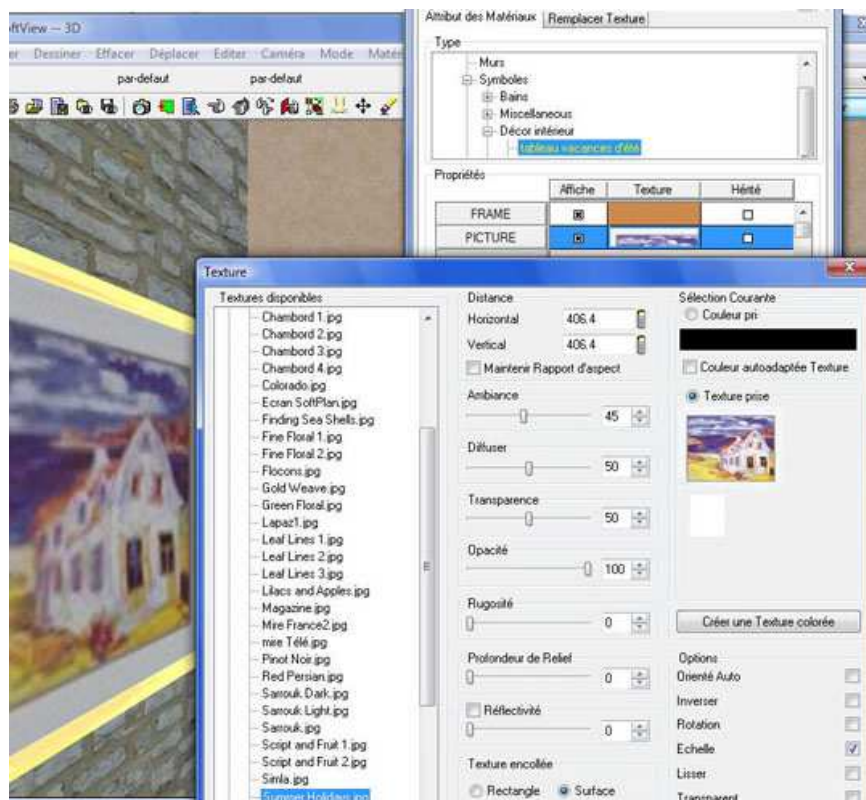 oftView -- 3D
er Dessiner Effacer Déplacer Editer Caméra Mode Maté
par-defaut par-defaut
Attribut des Matériaux Remplacer Texture
Type
Murs
Symboles
Bains
Miscellaneous
Décor intérieur
tableau vacances d'été
Propriétés
Affiche Texture Hérité
FRAME
PICTURE
Texture
Textures disponibles
Chambord 1.jpg
Chambord 2.jpg
Chambord 3.jpg
Chambord 4.jpg
Colorado.jpg
Ecran SoftPlan.jpg
Finding Sea Shells.jpg
Fine Floral 1.jpg
Fine Floral 2.jpg
Flocons.jpg
Gold Weave.jpg
Green Floral.jpg
Lapaz1.jpg
Leaf Lines 1.jpg
Leaf Lines 2.jpg
Leaf Lines 3.jpg
Lilacs and Apples.jpg
Magazine.jpg
Mire France2.jpg
mire Télé.jpg
Pinot Noir.jpg
Red Persian.jpg
Sarrouk Dark.jpg
Sarrouk Light.jpg
Sarrouk.jpg
Script and Fruit 1.jpg
Script and Fruit 2.jpg
Simla.jpg
Summer Holidays.jpg
Distance
Horizontal 406.4
Vertical 406.4
Maintenir Rapport d'aspect
Ambiance
45
Diffuser
50
Transparence
50
Opacité
100
Rugosité
0
Profondeur de Relief
0
Réflectivité
0
Texture encollée
Rectangle Surface
Sélection Courante
Couleur pri
Couleur autoadaptée Texture
Texture prise
Créer une Texture colorée
Options
Orienté Auto
Inverser
Rotation
Echelle
Lisser
Transparent